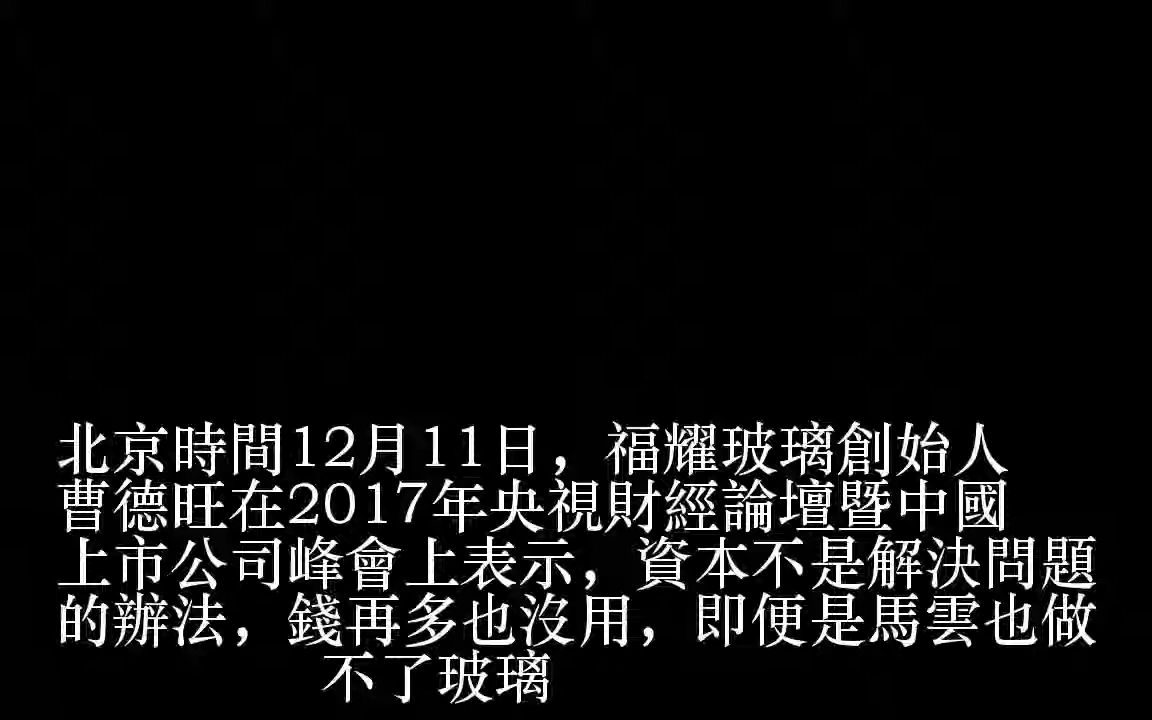 北京時間12月11日，福耀玻璃創始人
曹德旺在2017年央視財經論壇暨中國
上市公司峰會上表示，資本不是解決問題
的辦法，錢再多也沒用，即便是馬雲也做
不了玻璃